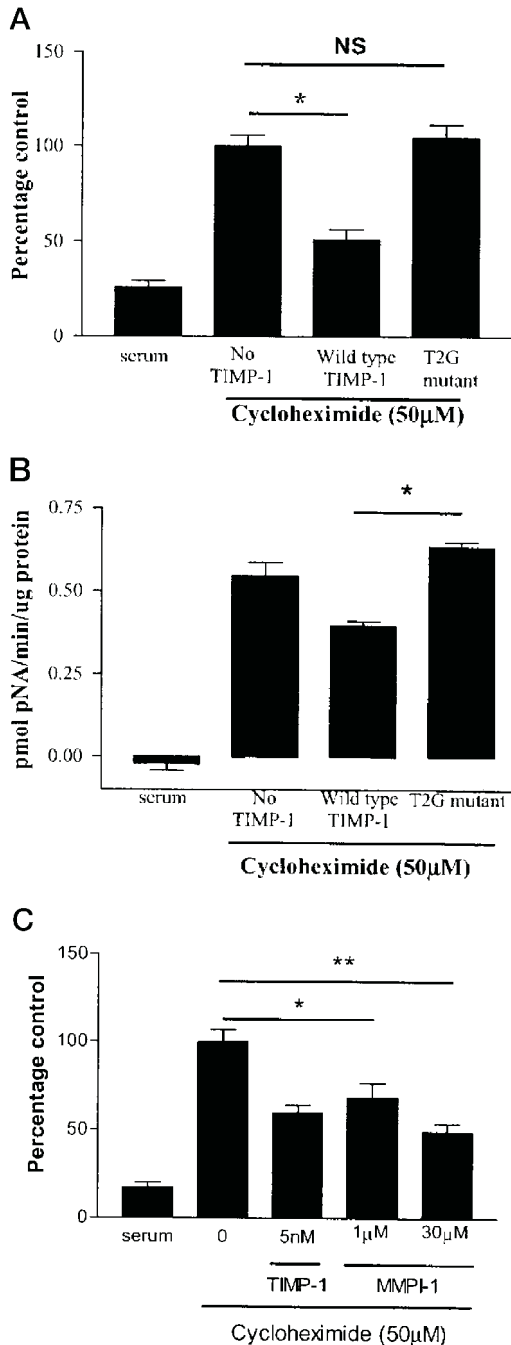 A
NS
*
150
100
50
0
Percentage control
serum
No TIMP-1
Wild type TIMP-1
T2G mutant
Cycloheximide (50µM)
B
*
0.75
0.50
0.25
0.00
pmol pNA/min/ug protein
serum
No TIMP-1
Wild type TIMP-1
T2G mutant
Cycloheximide (50µM)
C
**
*
150
100
50
0
Percentage control
serum
0
5nM
1µM
30µM
TIMP-1
MMPI-1
Cycloheximide (50µM)